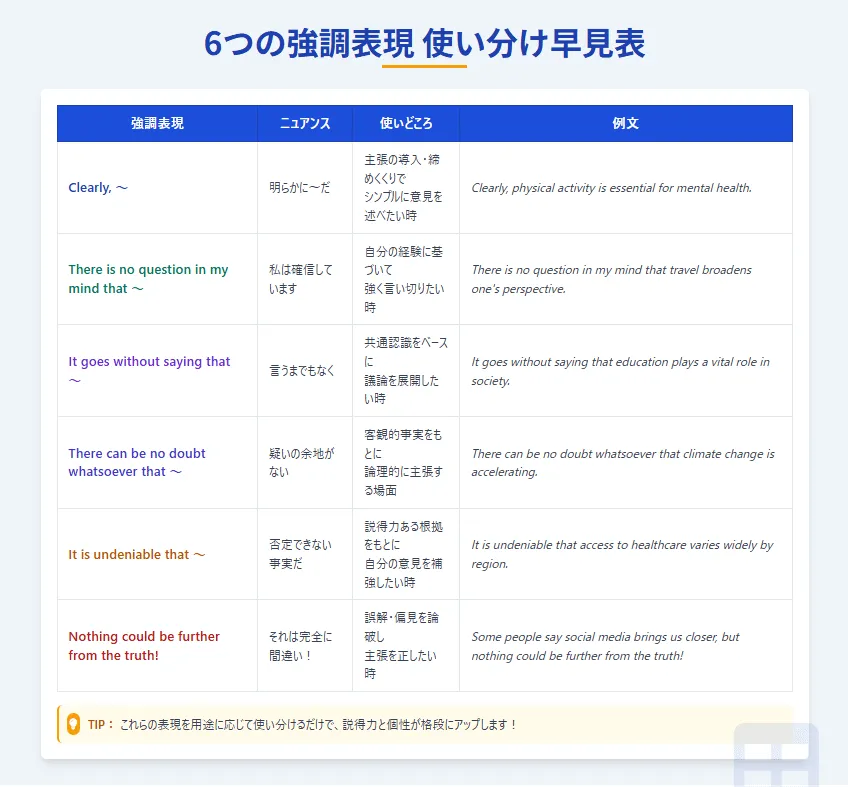 6つの強調表現 使い分け早見表
強調表現
ニュアンス
使いどころ
例文
Clearly, ～
明らかに～だ
主張の導入・締
めくくりで
シンプルに意見を
述べたい時
Clearly, physical activity is essential for mental health.
There is no question in my
mind that ～
私は確信して
います
自分の経験に基
づいて
強く言い切りたい
時
There is no question in my mind that travel broadens
one's perspective.
It goes without saying that
～
言うまでもなく
共通認識をベース
に
議論を展開した
い時
It goes without saying that education plays a vital role in
society.
There can be no doubt
whatsoever that ～
疑いの余地が
ない
客観的事実をも
とに
論理的に主張す
る場面
There can be no doubt whatsoever that climate change is
accelerating.
It is undeniable that ～
否定できない
事実だ
説得力ある根拠
をもとに
自分の意見を補
強したい時
It is undeniable that access to healthcare varies widely by
region.
Nothing could be further
from the truth!
それは完全に
間違い！
誤解・偏見を論
破し
主張を正したい
時
Some people say social media brings us closer, but
nothing could be further from the truth!
TIP： これらの表現を用途に応じて使い分けるだけで、説得力と個性が格段にアップします！